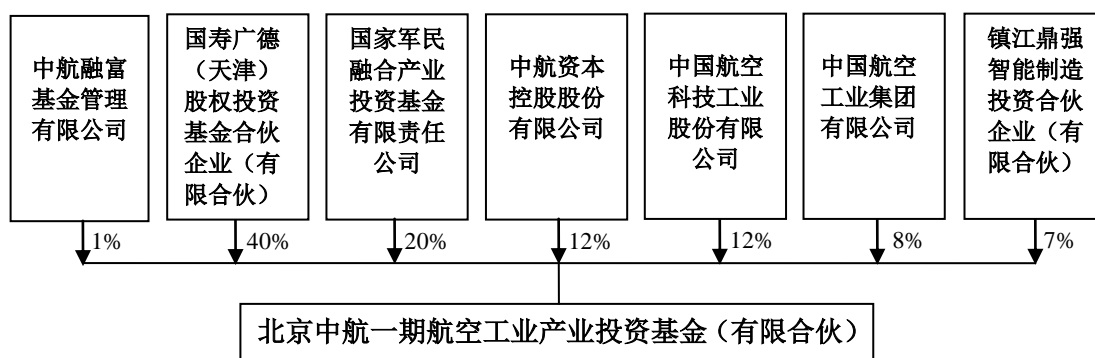 中航融富
基金管理
有限公司
国寿广德
（天津）
股权投资
基金合伙
企业（有
限合伙）
国家军民
融合产业
投资基金
有限责任
公司
中航资本
控股股份
有限公司
中国航空
科技工业
股份有限
公司
中国航空
工业集团
有限公司
镇江鼎强
智能制造
投资合伙
企业（有
限合伙）
1%
40%
20%
12%
12%
8%
7%
北京中航一期航空工业产业投资基金（有限合伙）